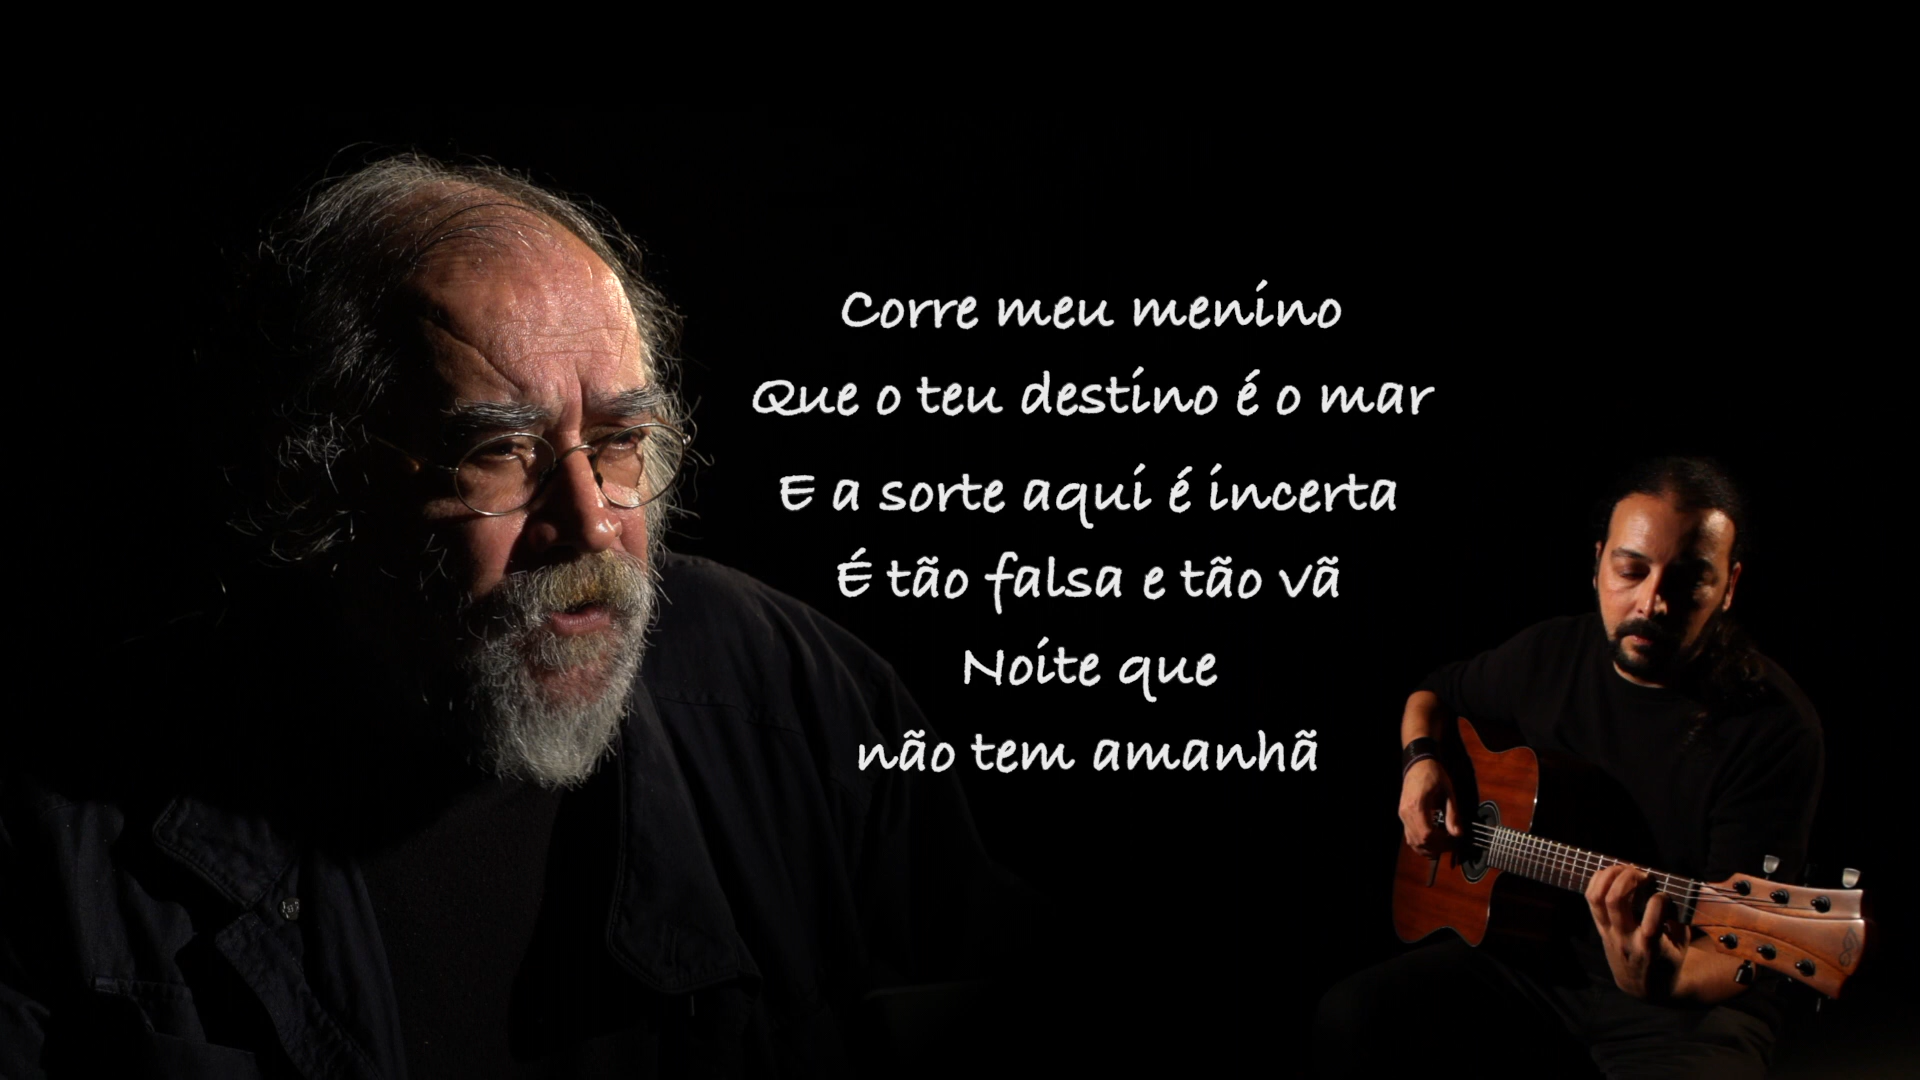 Corre meu menino
Que o teu destino é o mar
E a sorte aqui é incerta
É tão falsa e tão vã
Noite que
não tem amanhã